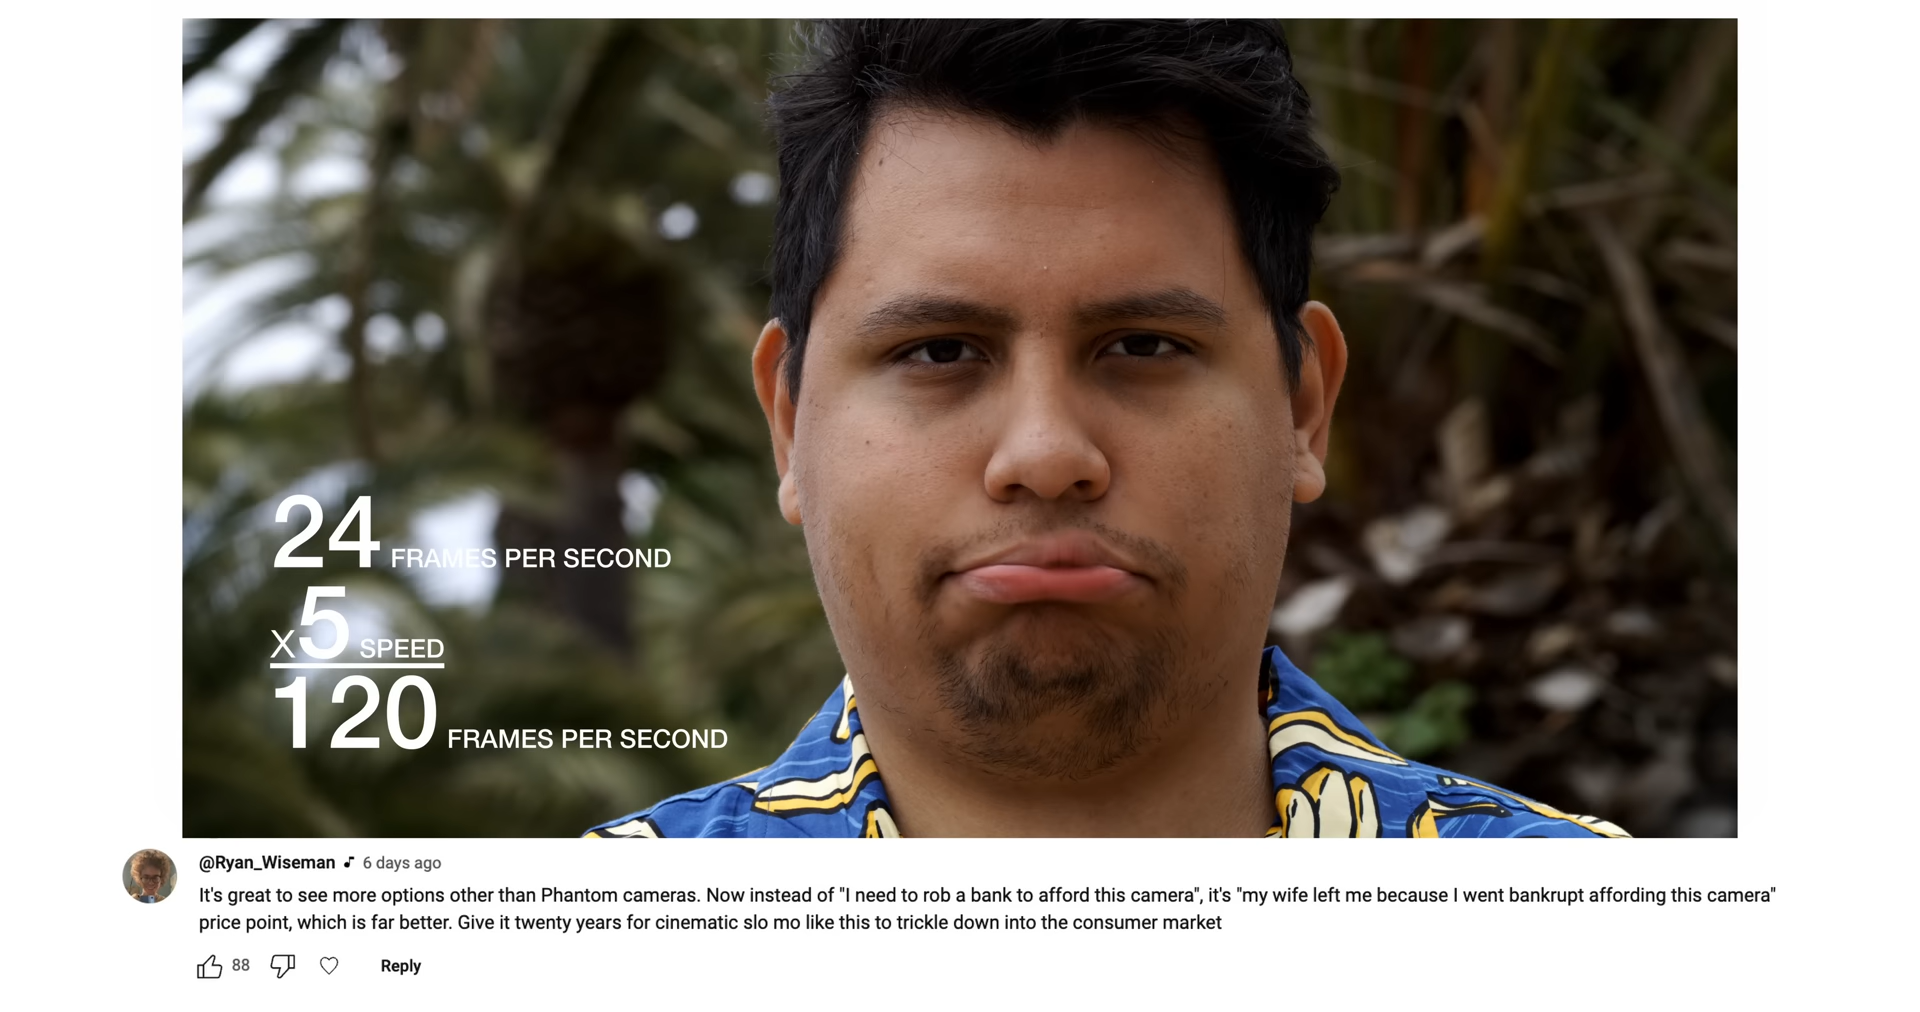 24 FRAMES PER SECOND
X5 SPEED
120 FRAMES PER SECOND
@Ryan_Wiseman 6 days ago
It's great to see more options other than Phantom cameras. Now instead of "I need to rob a bank to afford this camera", it's "my wife left me because I went bankrupt affording this camera"
price point, which is far better. Give it twenty years for cinematic slo mo like this to trickle down into the consumer market
88 Reply